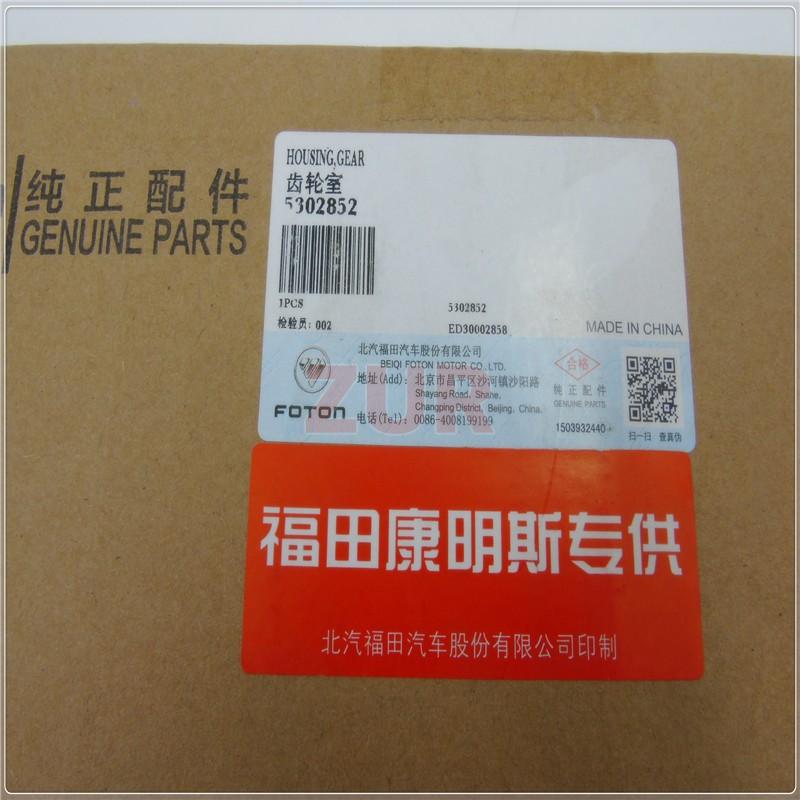 纯正配件
GENUINE PARTS
HOUSING,GEAR
齿轮室
5302852
1PCS
5302852
检验员: 002
ED30002858
MADE IN CHINA
FOTON
北汽福田汽车股份有限公司
BEIQI FOTON MOTOR CO.,LTD.
地址(Add): 北京市昌平区沙河镇沙阳路
Shayang Road, Shahe,
Changping District, Beijing, China.
电话(Tel): 0086-4008199199
合格
纯正配件
GENUINE PARTS
1503932440
扫一扫 查真伪
ZUK
福田康明斯专供
北汽福田汽车股份有限公司印制